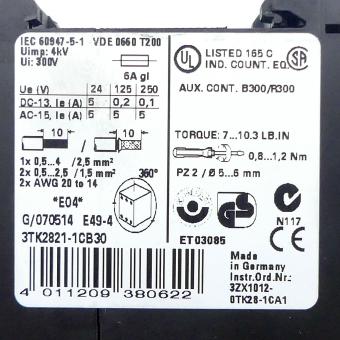 IEC 60947-5-1 VDE 0660 T200
Uimp: 4kV
Ui: 300V
6A gl
Ue (V) 24 125 250
DC-13, Ie (A) 5 0,2 0,1
AC-15, Ie (A) 5 5 5
10 10
1x 0,5...4 / 2,5 mm²
2x 0,5...2,5 / 1,5 mm²
2x AWG 20 to 14
*E04*
360°
G/070514 E49-4
3TK2821-1CB30
4 011209 380622
UL LISTED 165 C
IND. CONT. EQ.
AUX. CONT. B300/R300
TORQUE: 7...10.3 LB.IN
0,8...1,2 Nm
PZ 2 / Ø 5...6 mm
N117
ET03085
Made
in Germany
Instr.Ord.Nr.:
3ZX1012-
0TK28-1CA1